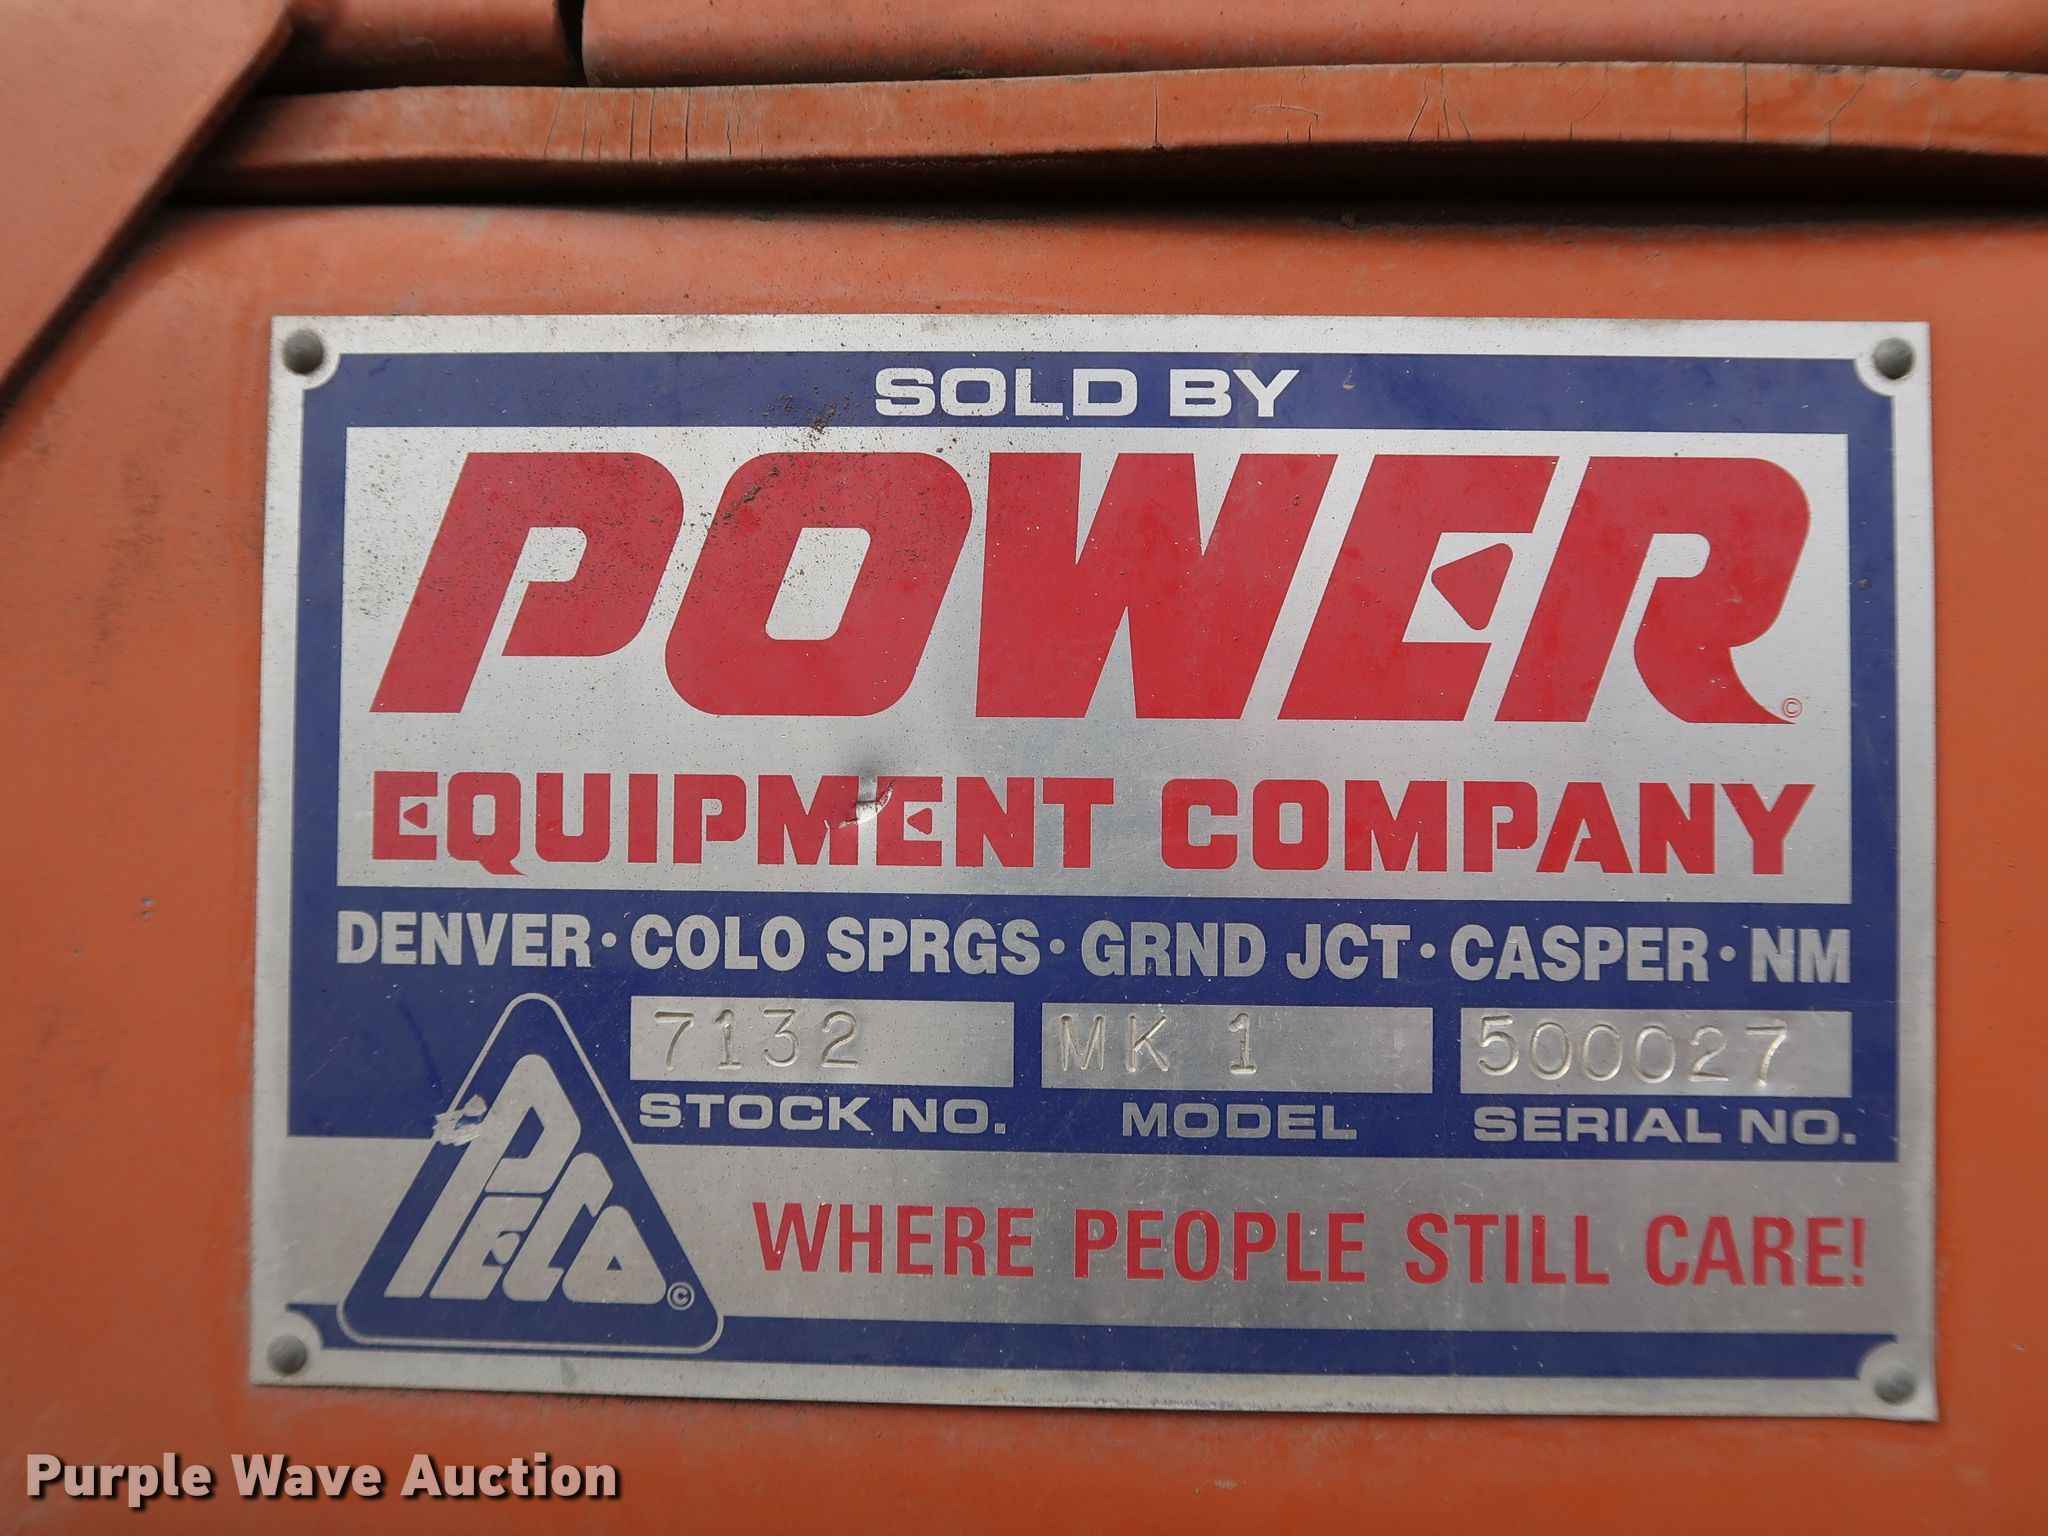 SOLD BY
POWER ©
EQUIPMENT COMPANY
DENVER · COLO SPRGS · GRND JCT · CASPER · NM
7132 MK 1 500027
STOCK NO. MODEL SERIAL NO.
PECO ©
WHERE PEOPLE STILL CARE!
Purple Wave Auction